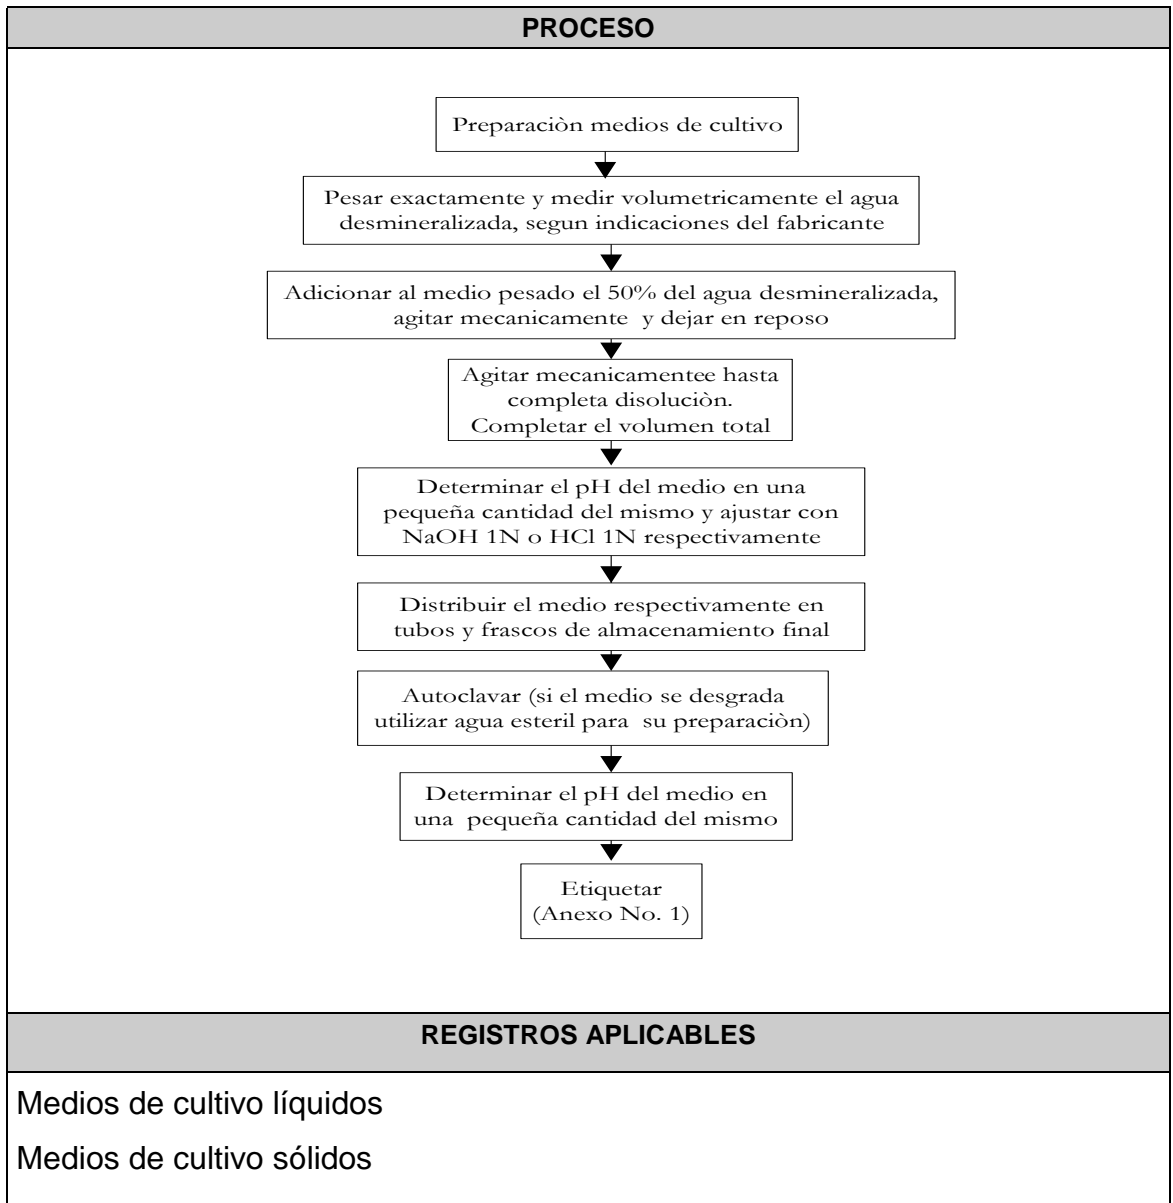 PROCESO
Preparaciòn medios de cultivo
Pesar exactamente y medir volumetricamente el agua
desmineralizada, segun indicaciones del fabricante
Adicionar al medio pesado el 50% del agua desmineralizada,
agitar mecanicamente y dejar en reposo
Agitar mecanicamentee hasta
completa disoluciòn.
Completar el volumen total
Determinar el pH del medio en una
pequeña cantidad del mismo y ajustar con
NaOH 1N o HCl 1N respectivamente
Distribuir el medio respectivamente en
tubos y frascos de almacenamiento final
Autoclavar (si el medio se desgrada
utilizar agua esteril para su preparaciòn)
Determinar el pH del medio en
una pequeña cantidad del mismo
Etiquetar
(Anexo No. 1)
REGISTROS APLICABLES
Medios de cultivo líquidos
Medios de cultivo sólidos